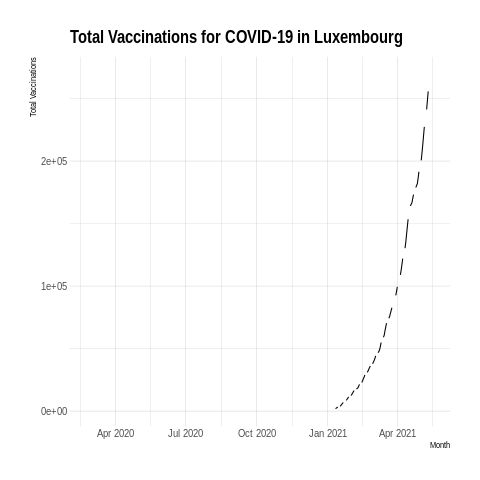 Total Vaccinations for COVID-19 in Luxembourg
Total Vaccinations
2e+05
1e+05
0e+00
Apr 2020 Jul 2020 Oct 2020 Jan 2021 Apr 2021
Month